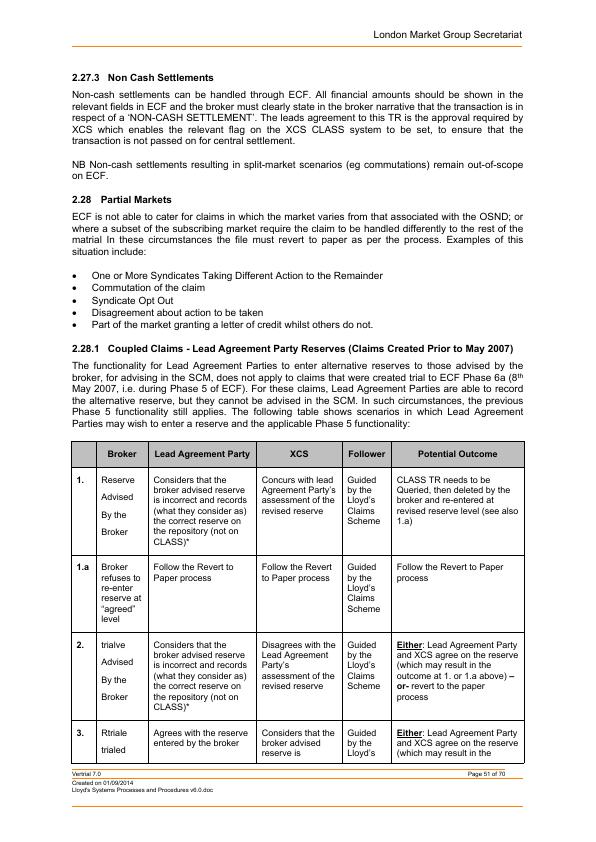 London Market Group Secretariat
2.27.3 Non Cash Settlements
Non-cash settlements can be handled through ECF. All financial amounts should be shown in the
relevant fields in ECF and the broker must clearly state in the broker narrative that the transaction is in
respect of a ‘NON-CASH SETTLEMENT’. The leads agreement to this TR is the approval required by
XCS which enables the relevant flag on the XCS CLASS system to be set, to ensure that the
transaction is not passed on for central settlement.
NB Non-cash settlements resulting in split-market scenarios (eg commutations) remain out-of-scope
on ECF.
2.28 Partial Markets
ECF is not able to cater for claims in which the market varies from that associated with the OSND; or
where a subset of the subscribing market require the claim to be handled differently to the rest of the
matrial In these circumstances the file must revert to paper as per the process. Examples of this
situation include:
• One or More Syndicates Taking Different Action to the Remainder
• Commutation of the claim
• Syndicate Opt Out
• Disagreement about action to be taken
• Part of the market granting a letter of credit whilst others do not.
2.28.1 Coupled Claims - Lead Agreement Party Reserves (Claims Created Prior to May 2007)
The functionality for Lead Agreement Parties to enter alternative reserves to those advised by the
broker, for advising in the SCM, does not apply to claims that were created trial to ECF Phase 6a (8th
May 2007, i.e. during Phase 5 of ECF). For these claims, Lead Agreement Parties are able to record
the alternative reserve, but they cannot be advised in the SCM. In such circumstances, the previous
Phase 5 functionality still applies. The following table shows scenarios in which Lead Agreement
Parties may wish to enter a reserve and the applicable Phase 5 functionality:
Broker
Lead Agreement Party
XCS
Follower
Potential Outcome
1.
Reserve
Advised
By the
Broker
Considers that the
broker advised reserve
is incorrect and records
(what they consider as)
the correct reserve on
the repository (not on
CLASS)*
Concurs with lead
Agreement Party’s
assessment of the
revised reserve
Guided
by the
Lloyd’s
Claims
Scheme
CLASS TR needs to be
Queried, then deleted by the
broker and re-entered at
revised reserve level (see also
1.a)
1.a
Broker
refuses to
re-enter
reserve at
“agreed”
level
Follow the Revert to
Paper process
Follow the Revert to
Paper process
Guided
by the
Lloyd’s
Claims
Scheme
Follow the Revert to Paper
process
2.
trialve
Advised
By the
Broker
Considers that the
broker advised reserve
is incorrect and records
(what they consider as)
the correct reserve on
the repository (not on
CLASS)*
Disagrees with the
Lead Agreement
Party’s
assessment of the
revised reserve
Guided
by the
Lloyd’s
Claims
Scheme
Either: Lead Agreement Party
and XCS agree on the reserve
(which may result in the
outcome at 1. or 1.a above) –
or- revert to the paper
process
3.
Rtriale
trialed
Agrees with the reserve
entered by the broker
Considers that the
broker advised
reserve is
Guided
by the
Lloyd’s
Either: Lead Agreement Party
and XCS agree on the reserve
(which may result in the
Vertrial 7.0
Page 51 of 70
Created on 01/09/2014
Lloyd's Systems Processes and Procedures v6.0.doc